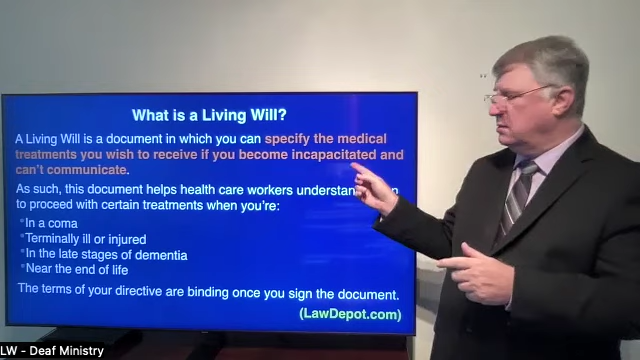 What is a Living Will?
A Living Will is a document in which you can specify the medical
treatments you wish to receive if you become incapacitated and
can't communicate.
As such, this document helps health care workers understand
to proceed with certain treatments when you're:
*In a coma
*Terminally ill or injured
*In the late stages of dementia
*Near the end of life
The terms of your directive are binding once you sign the document.
(LawDepot.com)
LW - Deaf Ministry